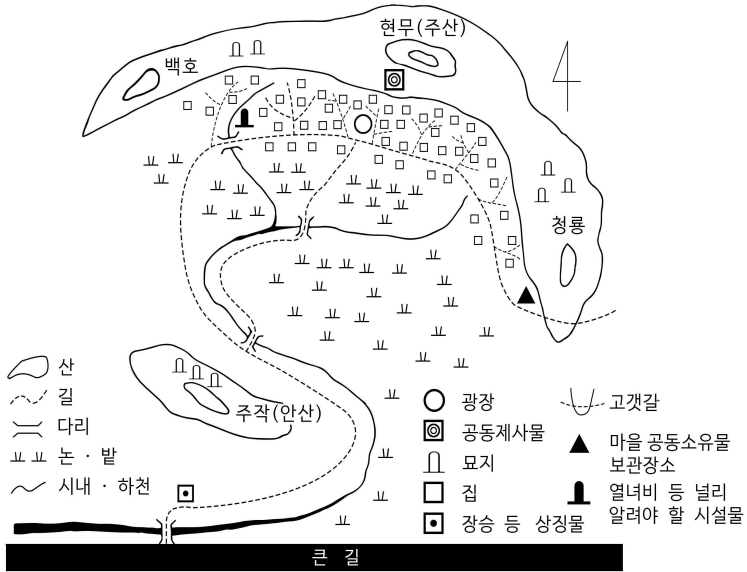 현무(주산)
백호
청룡
주작(안산)
산
길
다리
논 · 밭
시내 · 하천
광장
공동제사물
묘지
집
장승 등 상징물
고갯길
마을 공동소유물
보관장소
열녀비 등 널리
알려야 할 시설물
큰 길